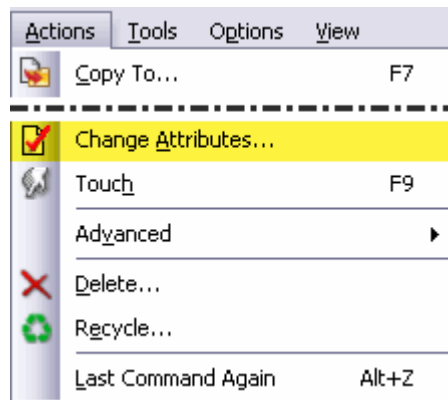 Actions Tools Options View
Copy To... F7
Change Attributes...
Touch F9
Advanced
Delete...
Recycle...
Last Command Again Alt+Z